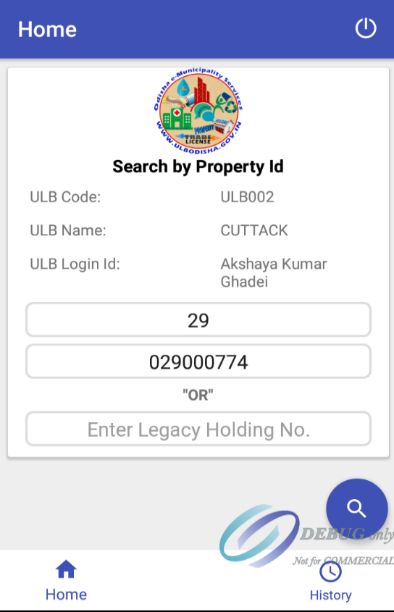 Home
Odisha e-Municipality Services
PROPERTY
TRADE
LICENSE
WWW.ULBODISHA.GOV.IN
Search by Property Id
ULB Code: ULB002
ULB Name: CUTTACK
ULB Login Id: Akshaya Kumar
Ghadei
29
029000774
"OR"
Enter Legacy Holding No.
DEBUG only
Not for COMMERCIAL
Home
History